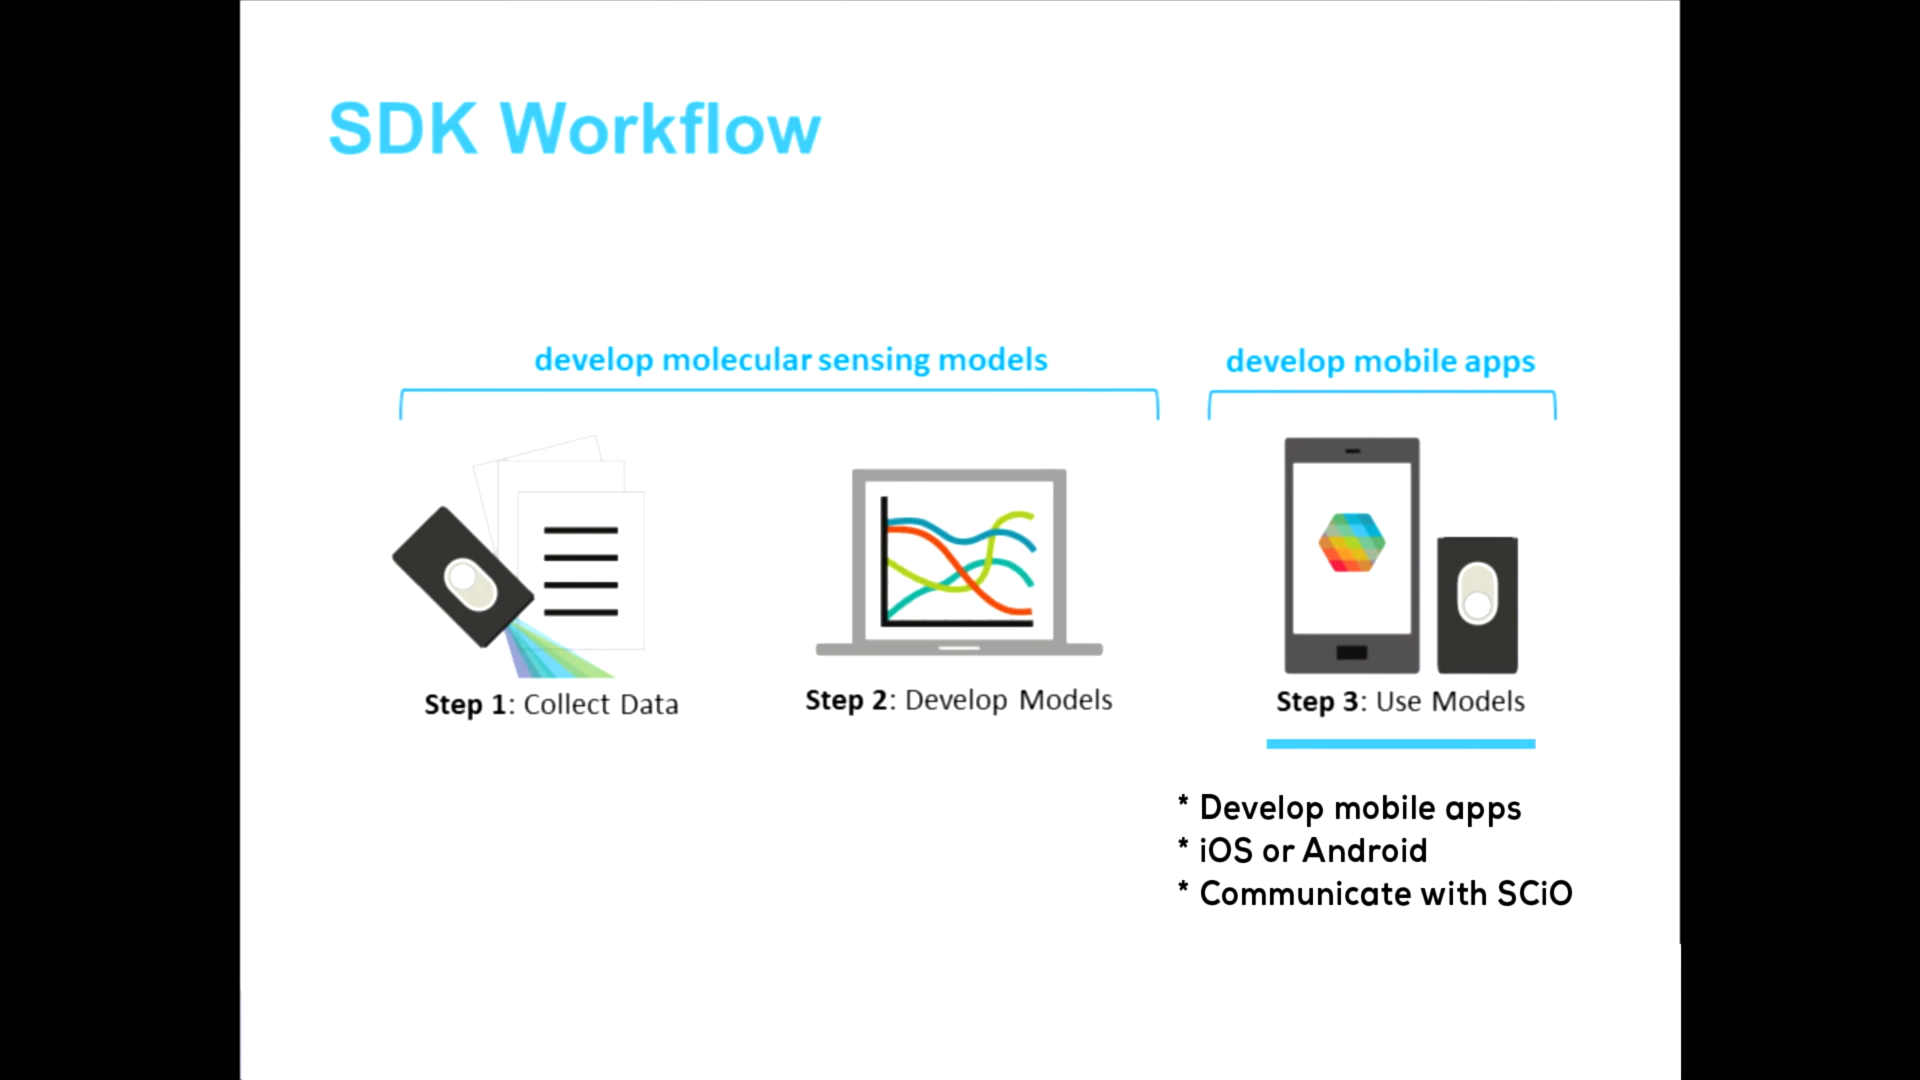 SDK Workflow
develop molecular sensing models
develop mobile apps
Step 1: Collect Data
Step 2: Develop Models
Step 3: Use Models
* Develop mobile apps
* iOS or Android
* Communicate with SCiO